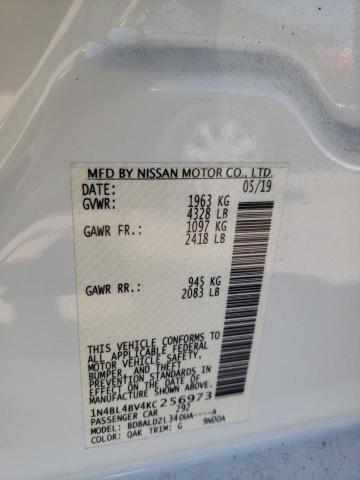 MFD BY NISSAN MOTOR CO., LTD.
DATE: 05/19
GVWR: 1963 KG
4328 LB
GAWR FR.: 1097 KG
2418 LB
GAWR RR.: 945 KG
2083 LB
THIS VEHICLE CONFORMS TO
ALL APPLICABLE FEDERAL
MOTOR VEHICLE SAFETY,
BUMPER, AND THEFT
PREVENTION STANDARDS IN
EFFECT ON THE DATE OF
MANUFACTURE SHOWN ABOVE.
1N4BL4BV4KC256973
PASSENGER CAR 292
MODEL: BDBALDZL34DUA----A
COLOR: QAK TRIM: G 9N00A